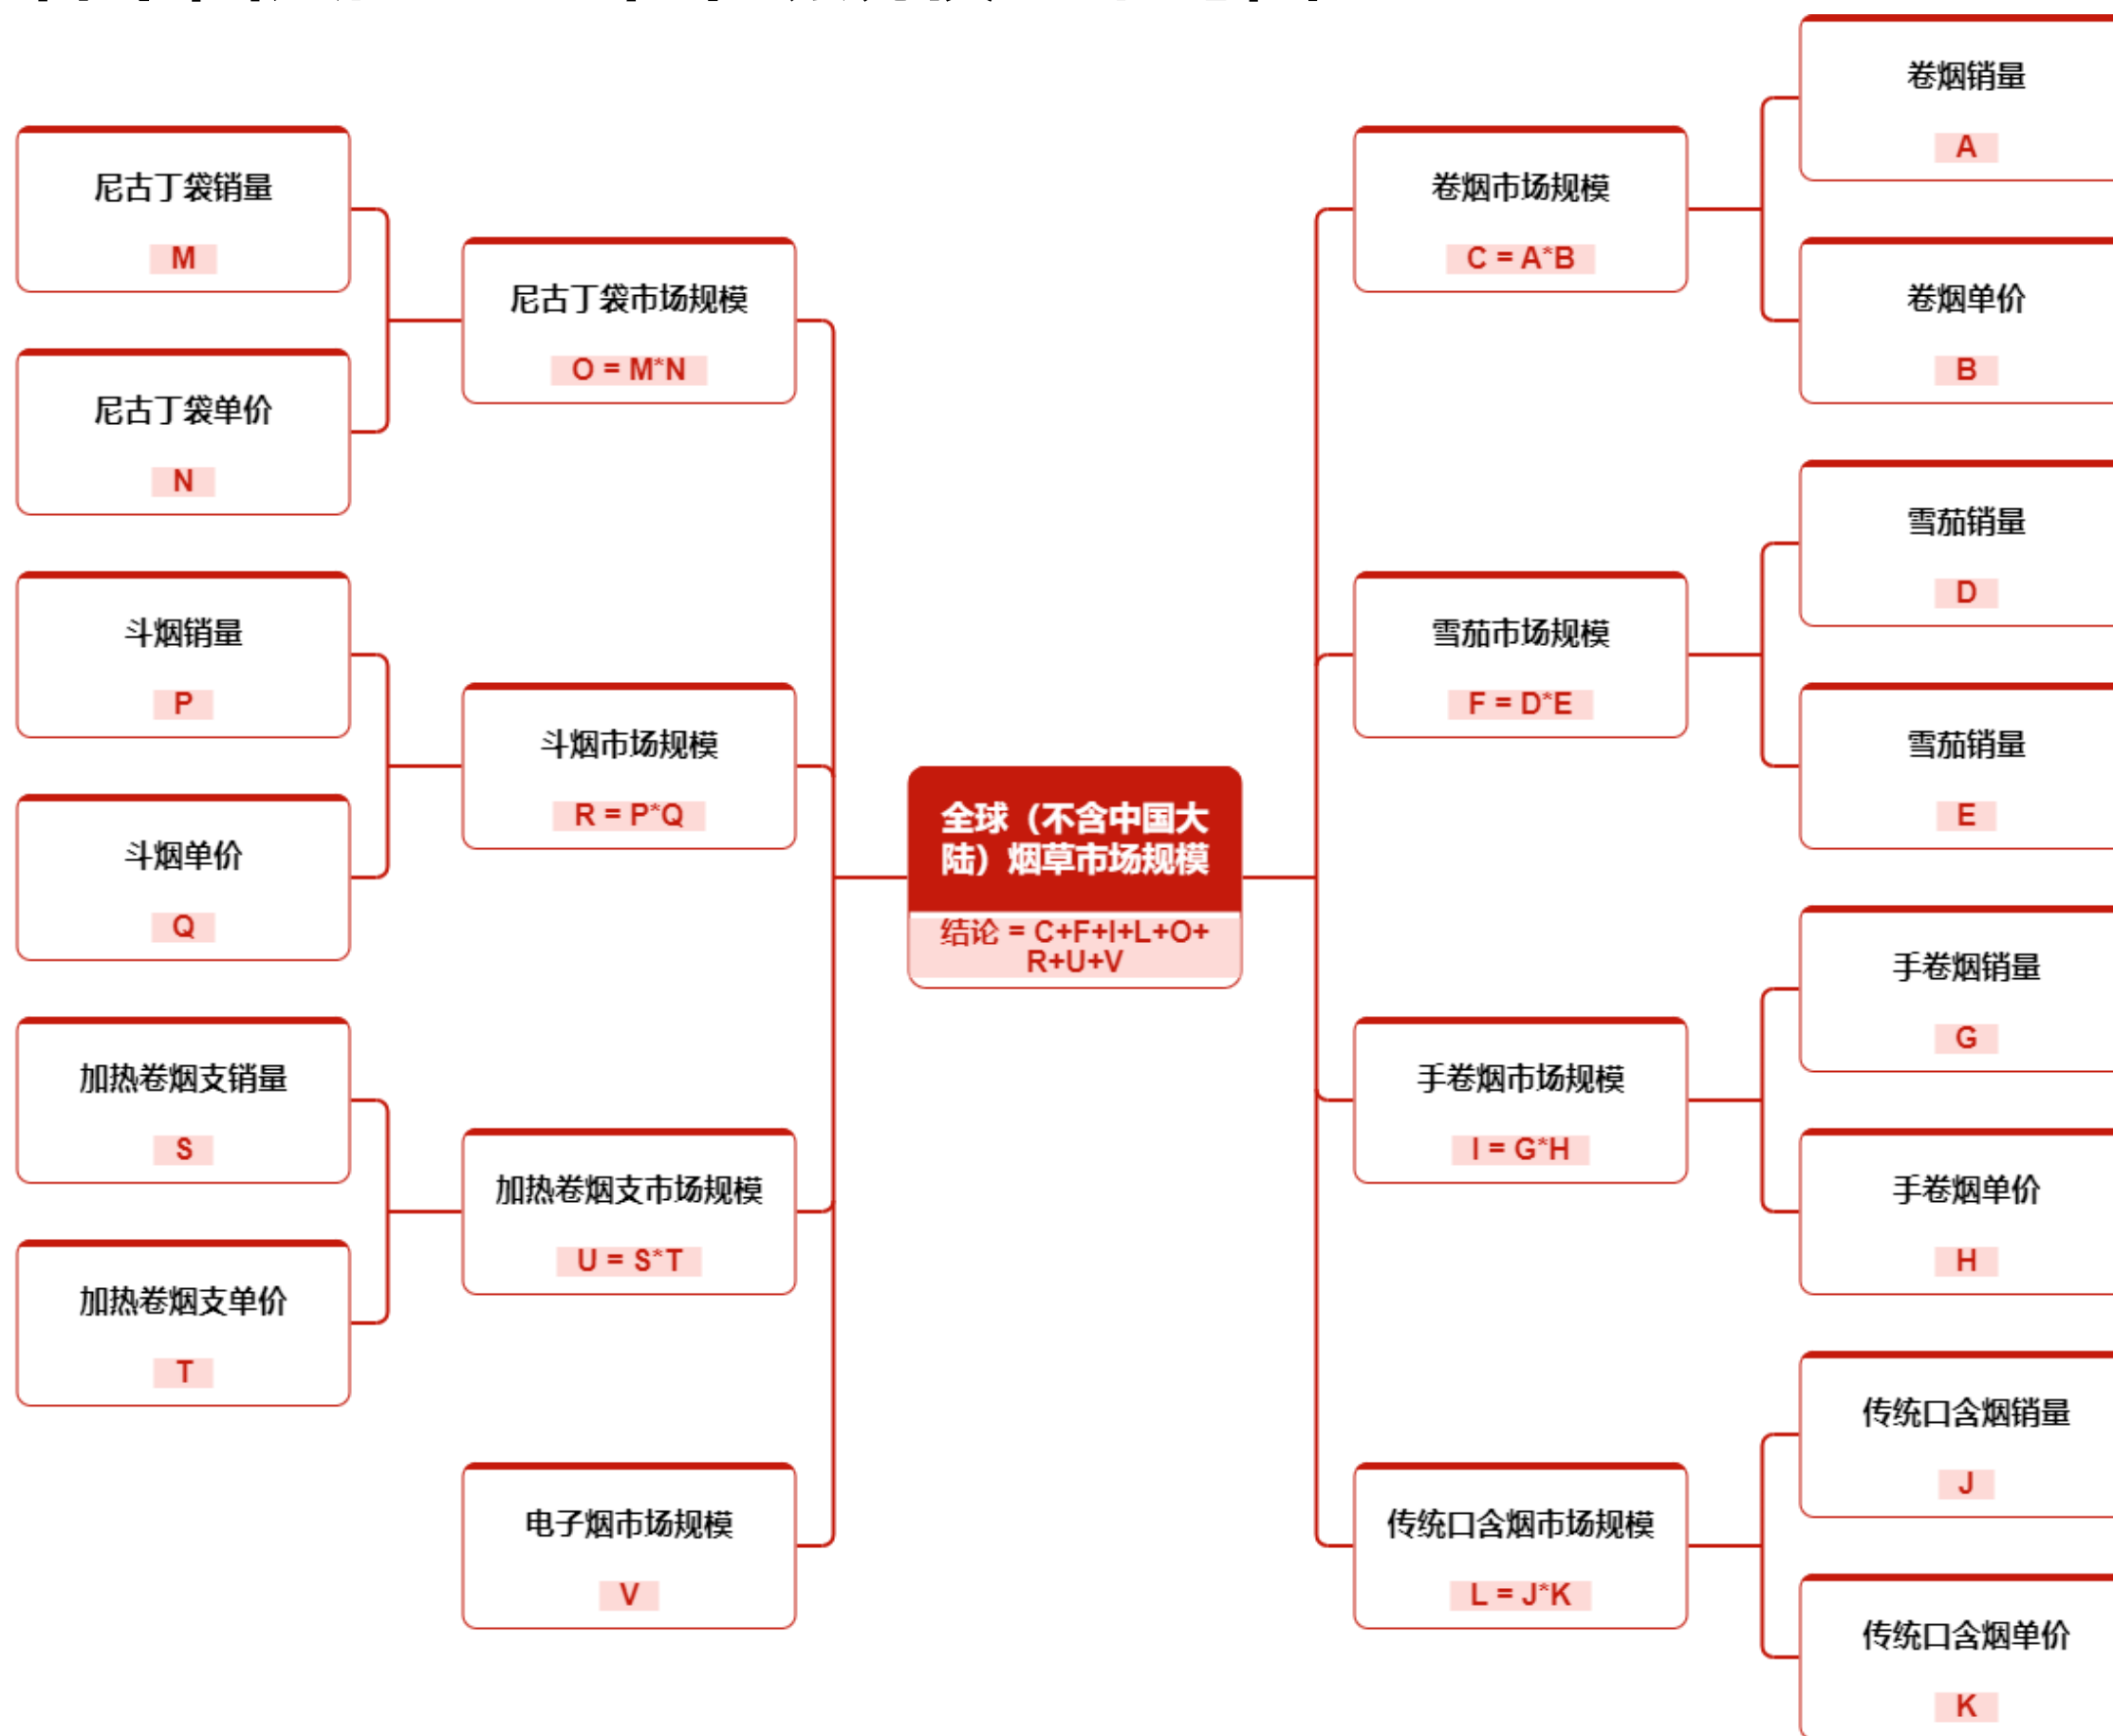 卷烟销量
A
尼古丁袋销量
M
卷烟市场规模
C = A*B
尼古丁袋市场规模
O = M*N
卷烟单价
B
尼古丁袋单价
N
雪茄销量
D
斗烟销量
P
雪茄市场规模
F = D*E
斗烟市场规模
R = P*Q
雪茄销量
E
全球（不含中国大
陆）烟草市场规模
结论 = C+F+I+L+O+
R+U+V
斗烟单价
Q
手卷烟销量
G
加热卷烟支销量
S
手卷烟市场规模
I = G*H
加热卷烟支市场规模
U = S*T
手卷烟单价
H
加热卷烟支单价
T
传统口含烟销量
J
电子烟市场规模
V
传统口含烟市场规模
L = J*K
传统口含烟单价
K